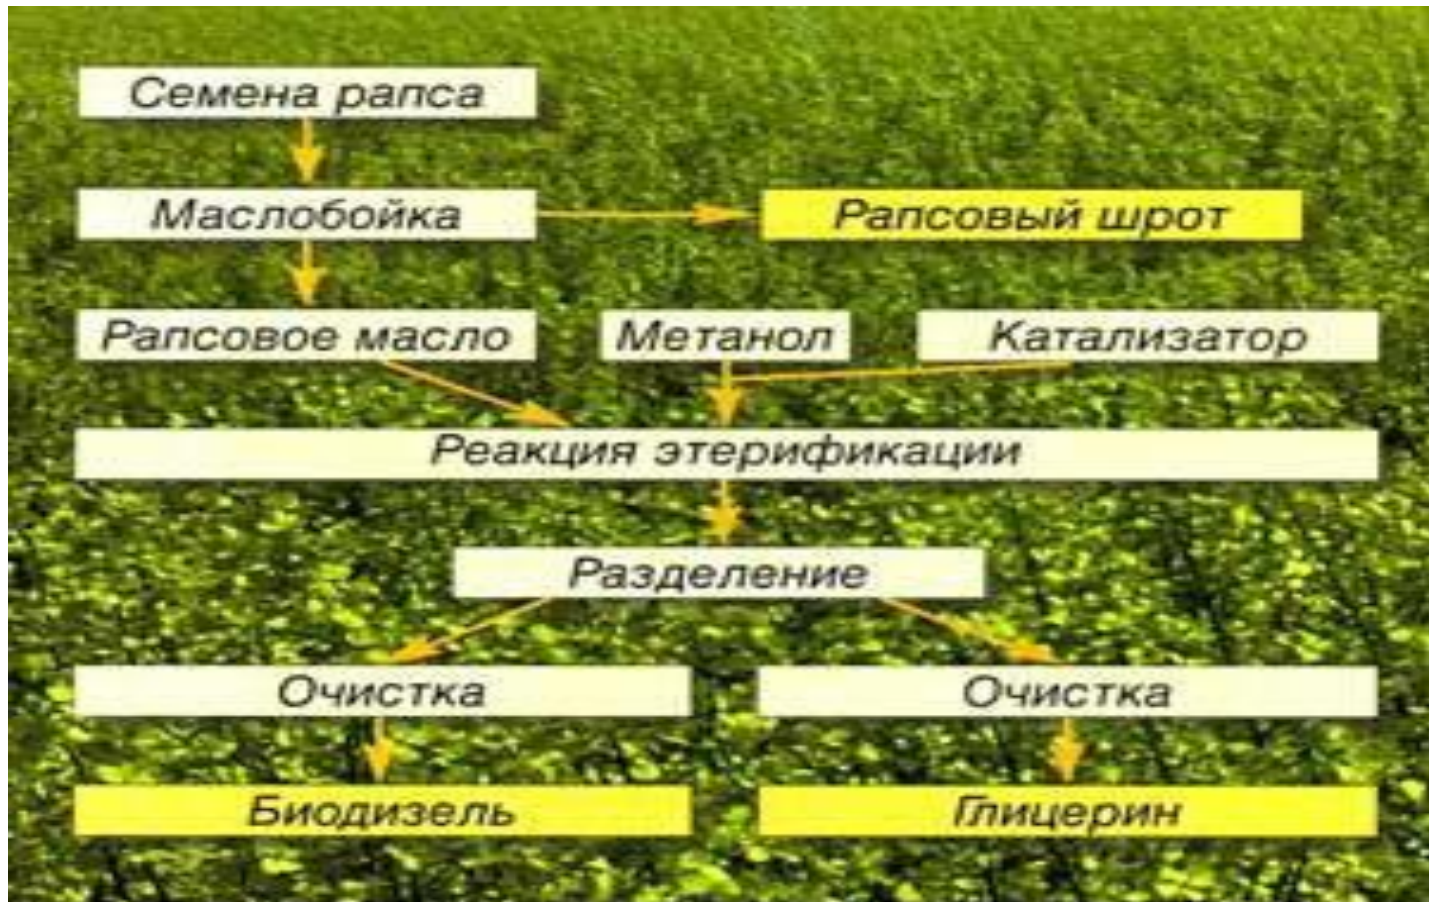 Семена рапса
Маслобойка
Рапсовый шрот
Рапсовое масло
Метанол
Катализатор
Реакция этерификации
Разделение
Очистка
Очистка
Биодизель
Глицерин